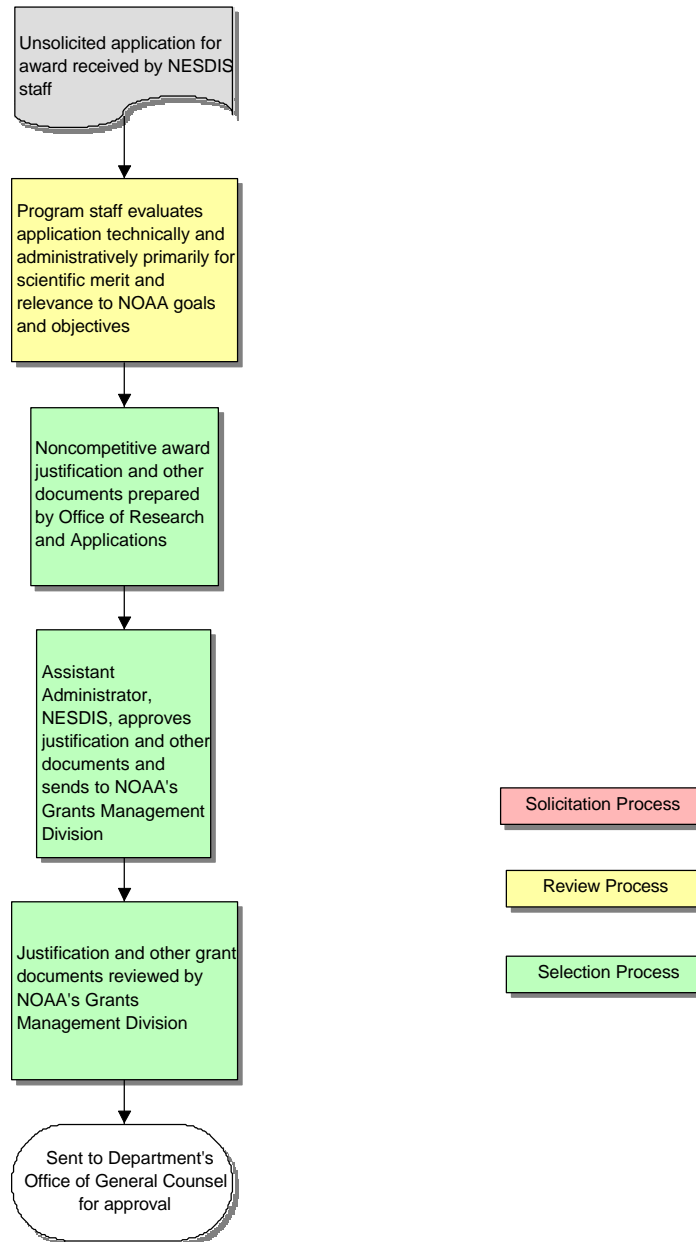 Unsolicited application for
award received by NESDIS
staff
Program staff evaluates
application technically and
administratively primarily for
scientific merit and
relevance to NOAA goals
and objectives
Noncompetitive award
justification and other
documents prepared
by Office of Research
and Applications
Assistant
Administrator,
NESDIS, approves
justification and other
documents and
sends to NOAA's
Grants Management
Division
Justification and other grant
documents reviewed by
NOAA's Grants
Management Division
Sent to Department's
Office of General Counsel
for approval
Solicitation Process
Review Process
Selection Process